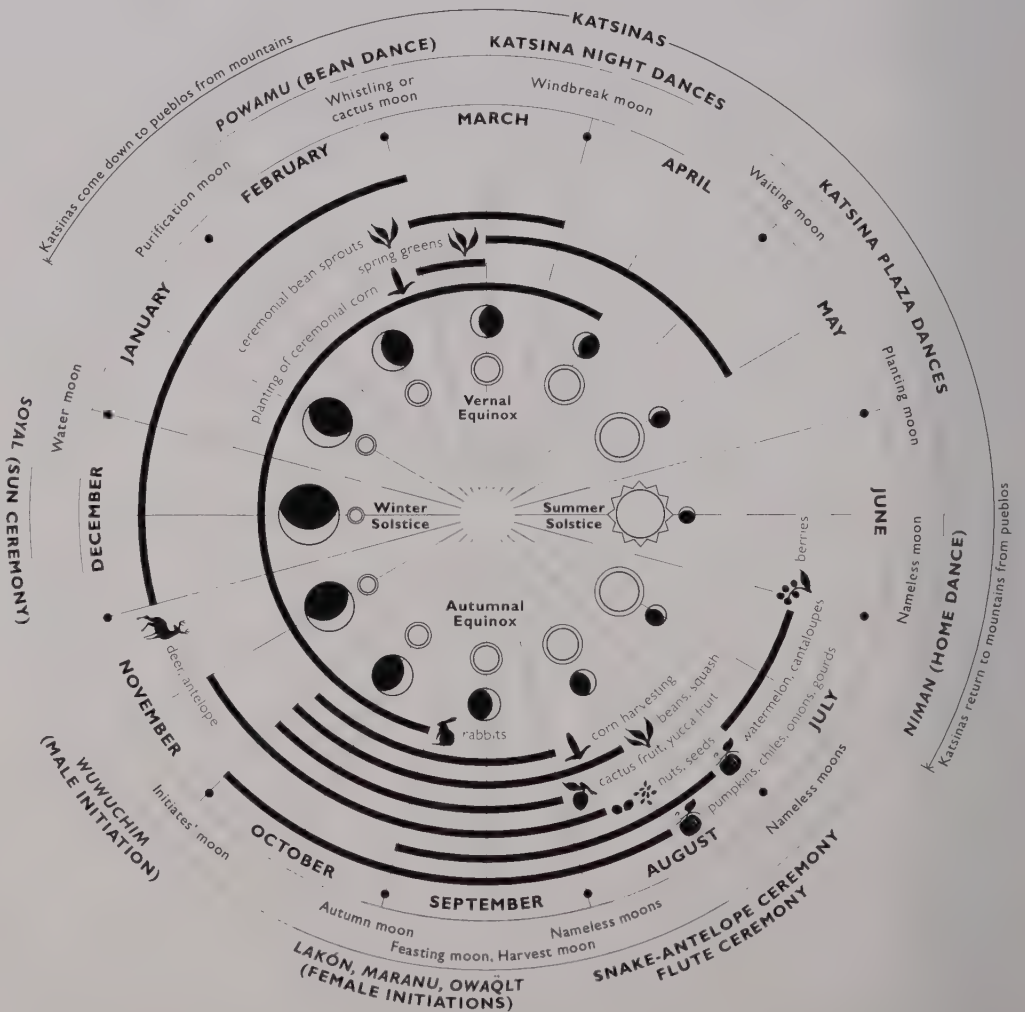 KATSINAS
Katsinas come down to pueblos from mountains
POWAMU (BEAN DANCE)
KATSINA NIGHT DANCES
KATSINA PLAZA DANCES
NIMAN (HOME DANCE)
Katsinas return to mountains from pueblos
SNAKE-ANTELOPE CEREMONY
FLUTE CEREMONY
LAKÓN, MARANU, OWAQLT
(FEMALE INITIATIONS)
WUWUCHIM
(MALE INITIATION)
SOYAL (SUN CEREMONY)
Purification moon
Whistling or
cactus moon
Windbreak moon
Waiting moon
Planting moon
Nameless moon
Nameless moons
Nameless moons
Feasting moon, Harvest moon
Autumn moon
Initiates' moon
Water moon
JANUARY
FEBRUARY
MARCH
APRIL
MAY
JUNE
JULY
AUGUST
SEPTEMBER
OCTOBER
NOVEMBER
DECEMBER
ceremonial bean sprouts
spring greens
planting of ceremonial corn
Vernal
Equinox
Winter
Solstice
Summer
Solstice
Autumnal
Equinox
berries
watermelon, cantaloupes
pumpkins, chiles, onions, gourds
beans, squash
corn harvesting
cactus fruit, yucca fruit
nuts, seeds
rabbits
deer, antelope